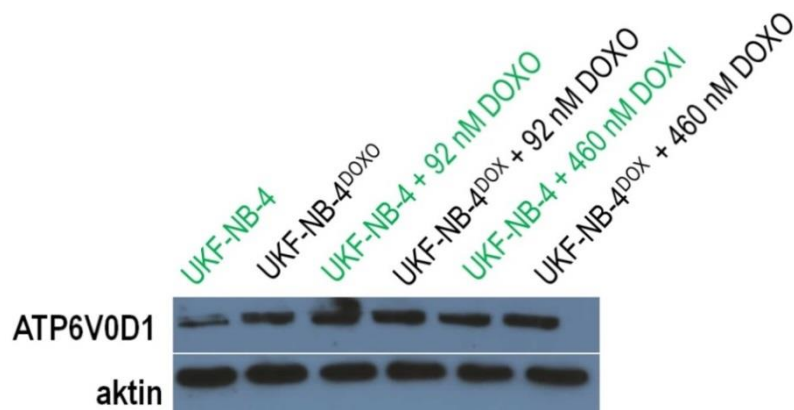 UKF-NB-4
UKF-NB-4DOXO
UKF-NB-4 + 92 nM DOXO
UKF-NB-4DOX + 92 nM DOXO
UKF-NB-4 + 460 nM DOXI
UKF-NB-4DOX + 460 nM DOXO
ATP6V0D1
aktin